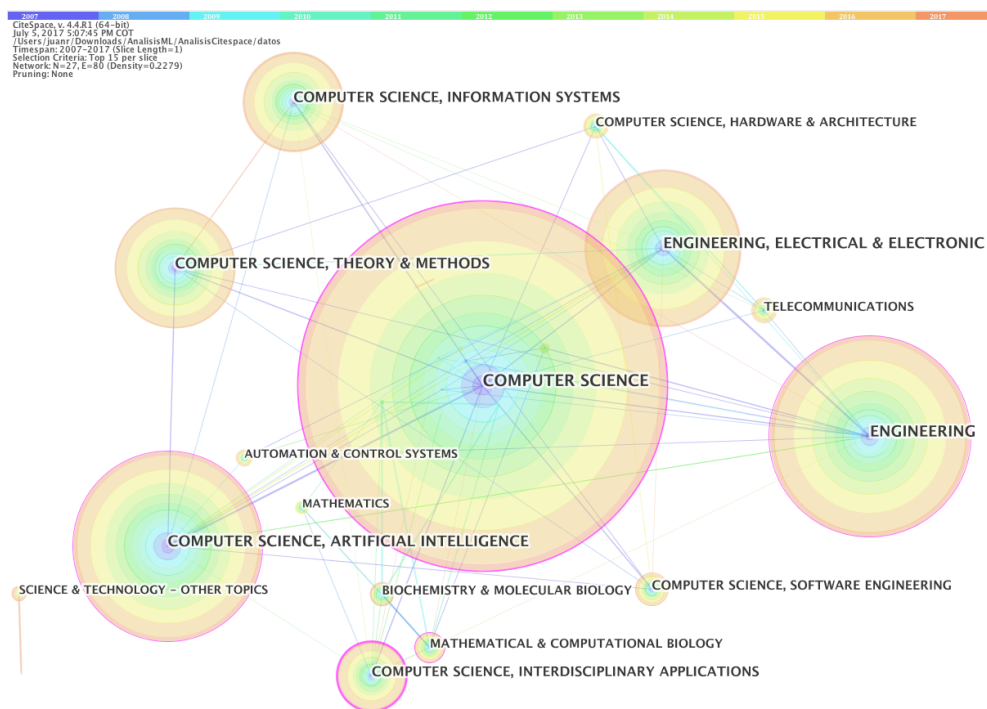 2007 2008 2009 2010 2011 2012 2013 2014 2015 2016 2017
CiteSpace, v. 4.4.R1 (64-bit)
July 5, 2017 5:07:45 PM COT
/Users/juanr/Downloads/AnalisisML/AnalisisCitespace/datos
Timespan: 2007-2017 (Slice Length=1)
Selection Criteria: Top 15 per slice
Network: N=27, E=80 (Density=0.2279)
Pruning: None
COMPUTER SCIENCE, INFORMATION SYSTEMS
COMPUTER SCIENCE, HARDWARE & ARCHITECTURE
ENGINEERING, ELECTRICAL & ELECTRONIC
COMPUTER SCIENCE, THEORY & METHODS
TELECOMMUNICATIONS
COMPUTER SCIENCE
ENGINEERING
AUTOMATION & CONTROL SYSTEMS
MATHEMATICS
COMPUTER SCIENCE, ARTIFICIAL INTELLIGENCE
SCIENCE & TECHNOLOGY - OTHER TOPICS
BIOCHEMISTRY & MOLECULAR BIOLOGY
COMPUTER SCIENCE, SOFTWARE ENGINEERING
MATHEMATICAL & COMPUTATIONAL BIOLOGY
COMPUTER SCIENCE, INTERDISCIPLINARY APPLICATIONS